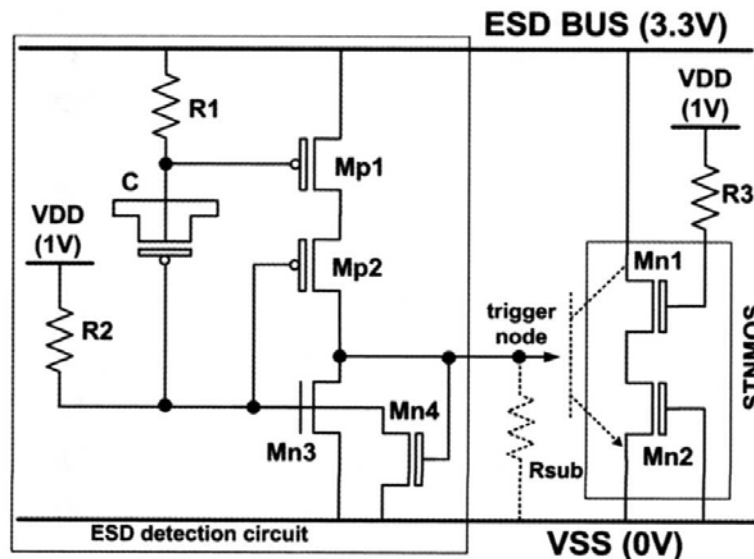 ESD BUS (3.3V)
R1
VDD
(1V)
Mp1
R3
C
VDD
(1V)
Mp2
Mn1
R2
trigger
node
STNMOS
Mn4
Mn3
Rsub
Mn2
ESD detection circuit
VSS (0V)